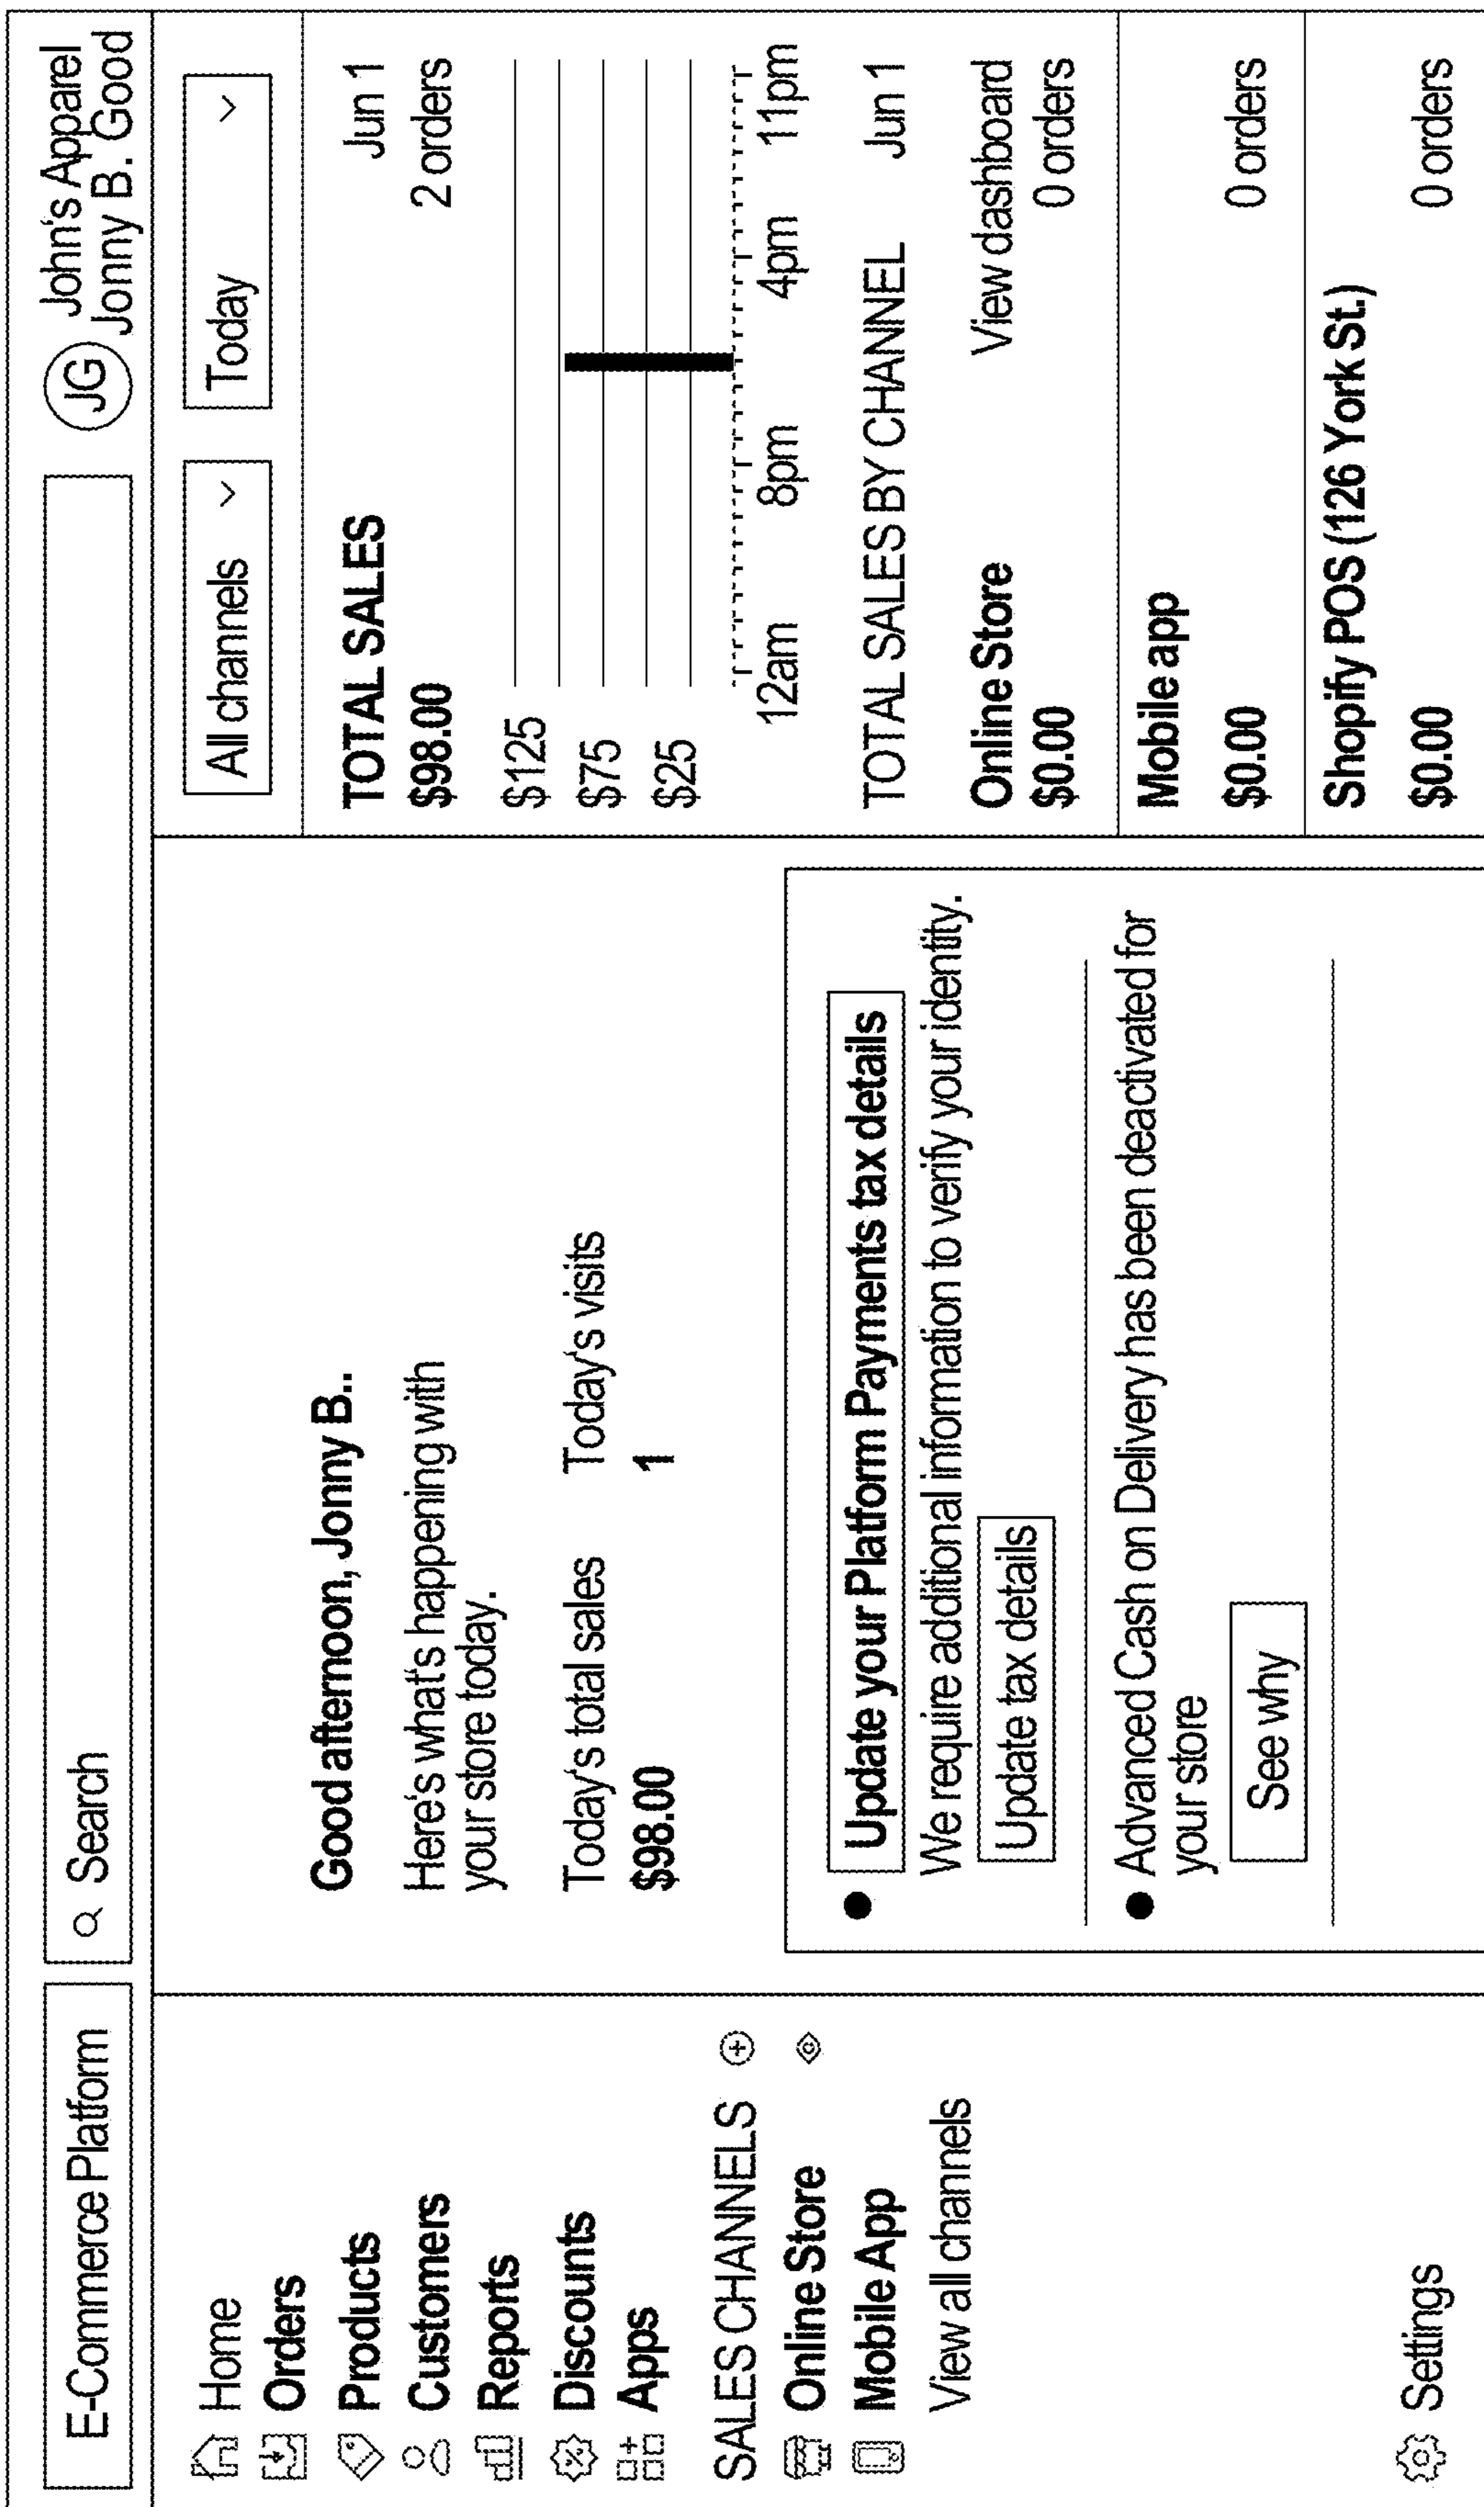 E-Commerce Platform
Search
JG
John's Apparel
Jonny B. Good
Home
Orders
Products
Customers
Reports
Discounts
Apps
SALES CHANNELS
Online Store
Mobile App
View all channels
Settings
Good afternoon, Jonny B..
Here's what's happening with
your store today.
Today's total sales Today's visits
$98.00 1
Update your Platform Payments tax details
We require additional information to verify your identity.
Update tax details
Advanced Cash on Delivery has been deactivated for
your store
See why
All channels Today
TOTAL SALES Jun 1
$98.00 2 orders
$125
$75
$25
12am 8pm 4pm 11pm
TOTAL SALES BY CHANNEL Jun 1
Online Store View dashboard
$0.00 0 orders
Mobile app
$0.00 0 orders
Shopify POS (126 York St.)
$0.00 0 orders